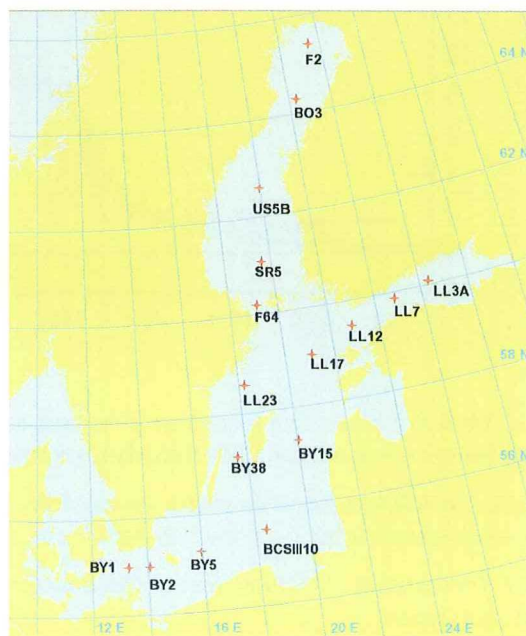 64 N
F2
BO3
62 N
US5B
SR5
LL3A
F64
LL7
LL12
LL17
58 N
LL23
BY38
BY15
56 N
BCSIII10
BY1
BY2
BY5
12 E
16 E
20 E
24 E